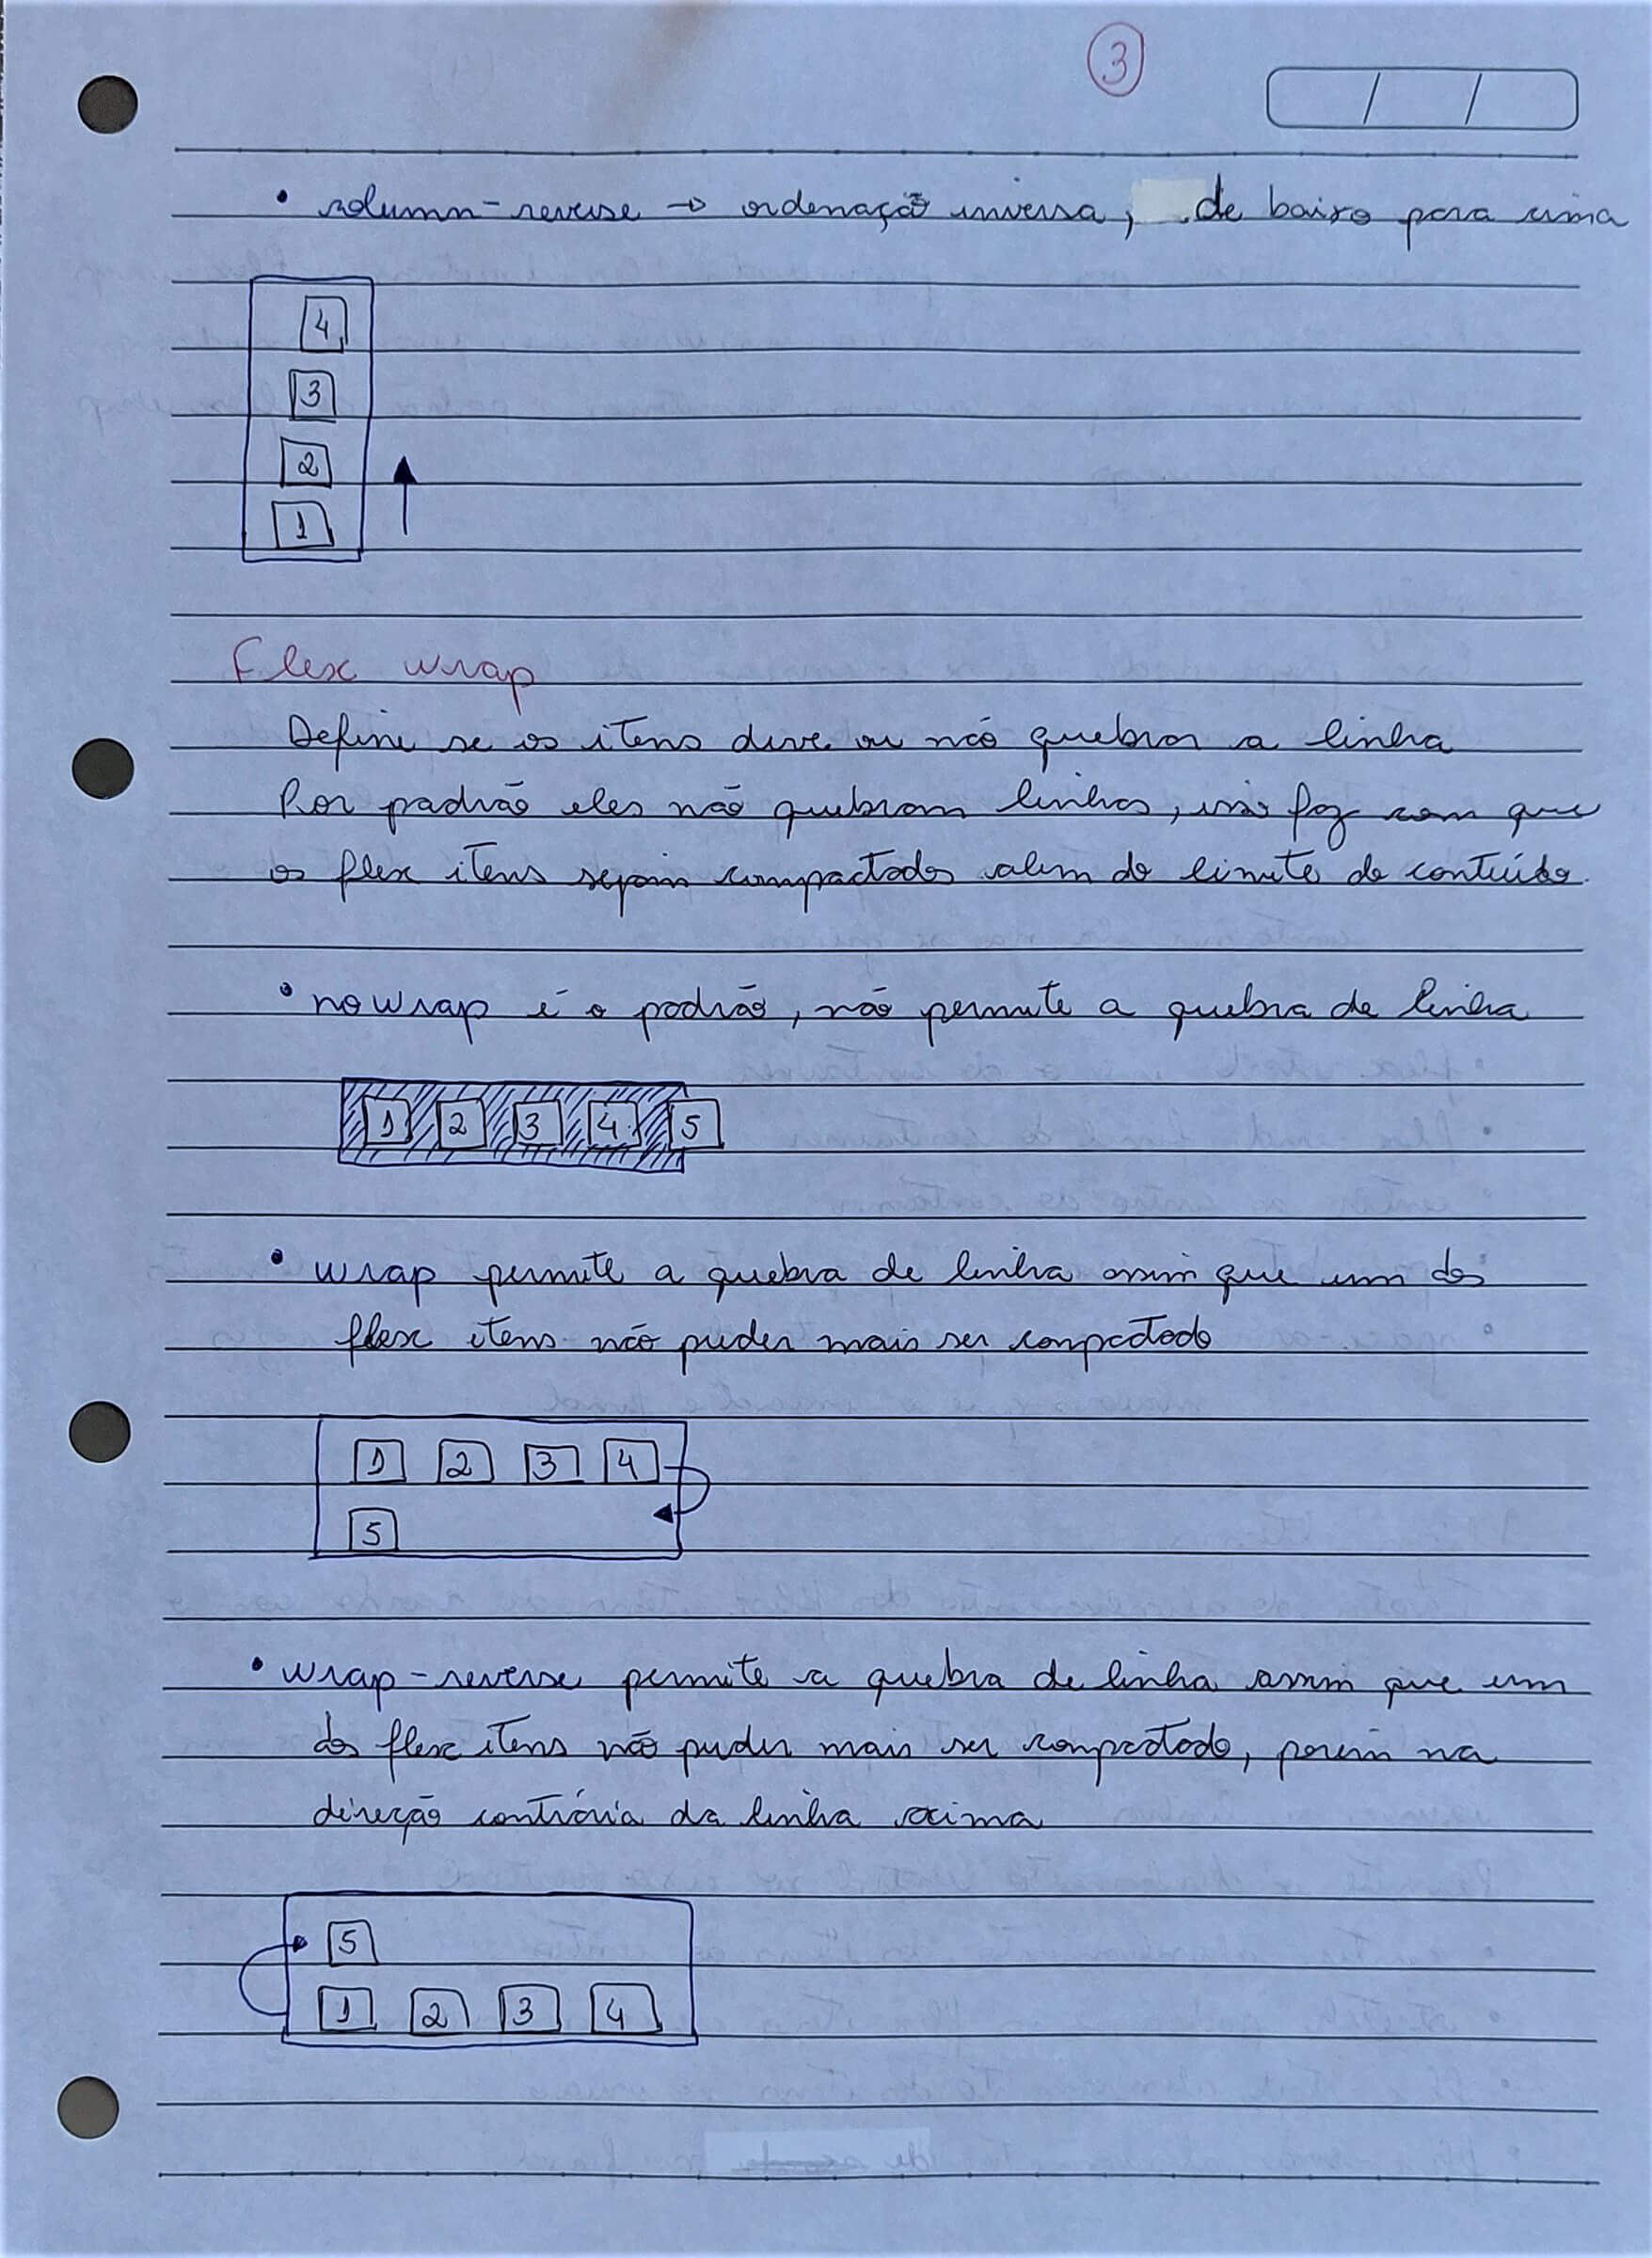 3
/ /
• column-reverse → ordenação inversa, de baixo para cima
4
3
2
1
Flex wrap
Define se os itens deve ou não quebrar a linha
Por padrão eles não quebram linhas, isso faz com que
os flex itens sejam compactados alem do limite do contuído.
• nowrap é o padrão, não permite a quebra de linha
1 2 3 4 5
• wrap permite a quebra de linha assim que um dos
flex itens não puder mais ser compactado
1 2 3 4
5
• wrap-reverse permite a quebra de linha assim que um
dos flex itens não puder mais ser compactado, porém na
direção contrária da linha acima
5
1 2 3 4